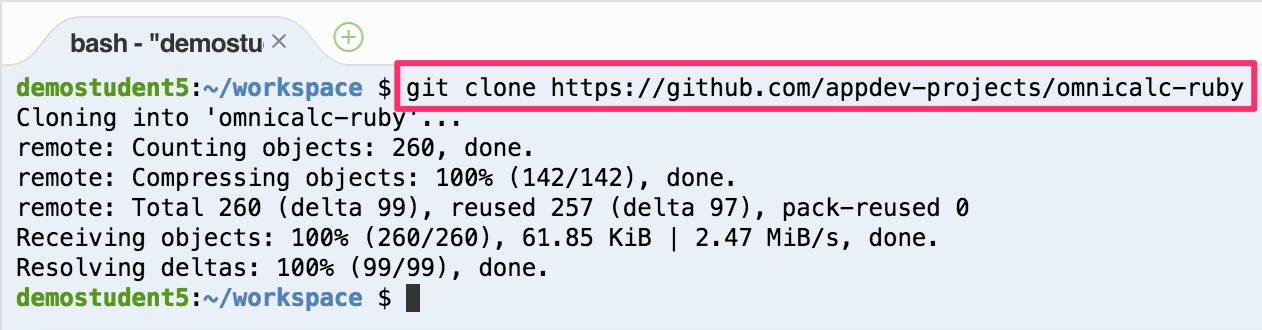 bash - "demostu
demostudent5:~/workspace $ git clone https://github.com/appdev-projects/omnicalc-ruby
Cloning into 'omnicalc-ruby'...
remote: Counting objects: 260, done.
remote: Compressing objects: 100% (142/142), done.
remote: Total 260 (delta 99), reused 257 (delta 97), pack-reused 0
Receiving objects: 100% (260/260), 61.85 KiB | 2.47 MiB/s, done.
Resolving deltas: 100% (99/99), done.
demostudent5:~/workspace $